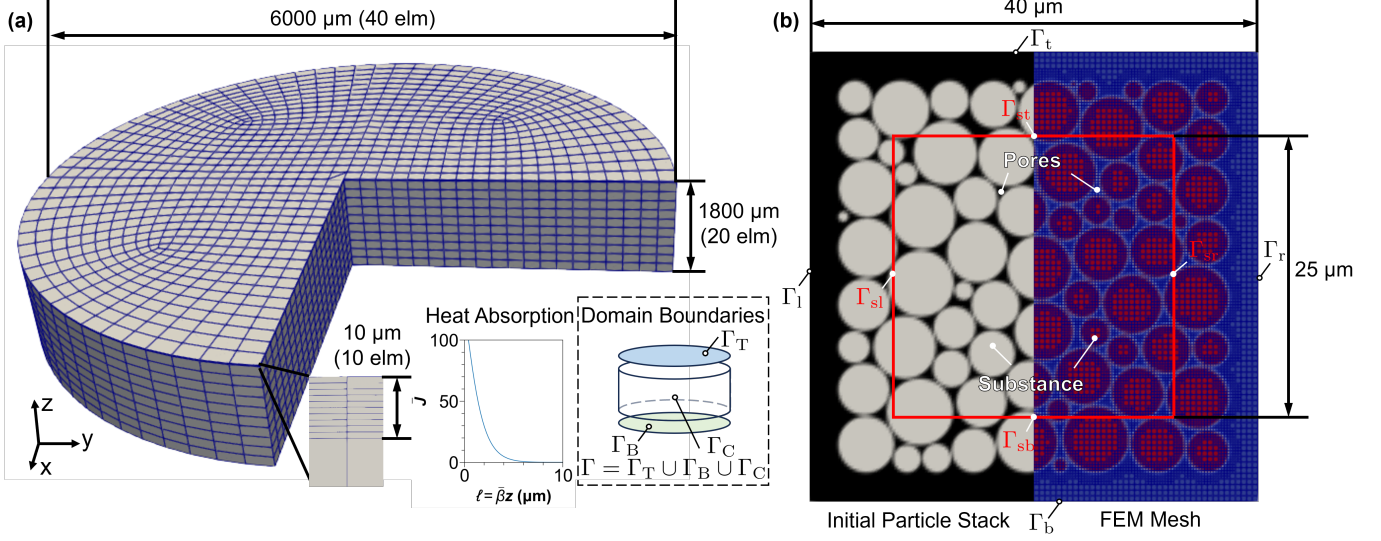 (a)
6000 µm (40 elm)
1800 µm
(20 elm)
10 µm
(10 elm)
z
y
x
Heat Absorption
100
50
0
J̄
0
10
ℓ = β̄z (µm)
Domain Boundaries
Γ_T
Γ_B
Γ_C
Γ = Γ_T ∪ Γ_B ∪ Γ_C
(b)
40 µm
Γ_t
Γ_st
Pores
Γ_l
Γ_sl
Γ_sr
Γ_r
25 µm
Substance
Γ_sb
Initial Particle Stack
Γ_b
FEM Mesh